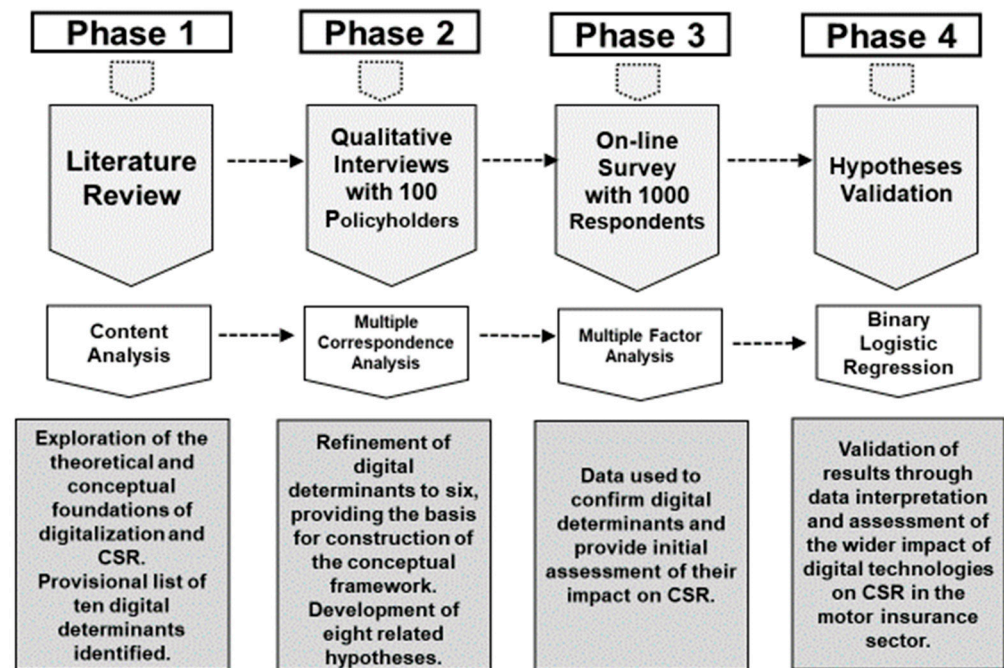 Phase 1
Phase 2
Phase 3
Phase 4
Literature
Review
Qualitative
Interviews
with 100
Policyholders
On-line
Survey
with 1000
Respondents
Hypotheses
Validation
Content
Analysis
Multiple
Correspondence
Analysis
Multiple Factor
Analysis
Binary
Logistic
Regression
Exploration of the
theoretical and
conceptual
foundations of
digitalization and
CSR.
Provisional list of
ten digital
determinants
identified.
Refinement of
digital
determinants to six,
providing the basis
for construction of
the conceptual
framework.
Development of
eight related
hypotheses.
Data used to
confirm digital
determinants and
provide initial
assessment of their
impact on CSR.
Validation of
results through
data interpretation
and assessment of
the wider impact of
digital technologies
on CSR in the
motor insurance
sector.